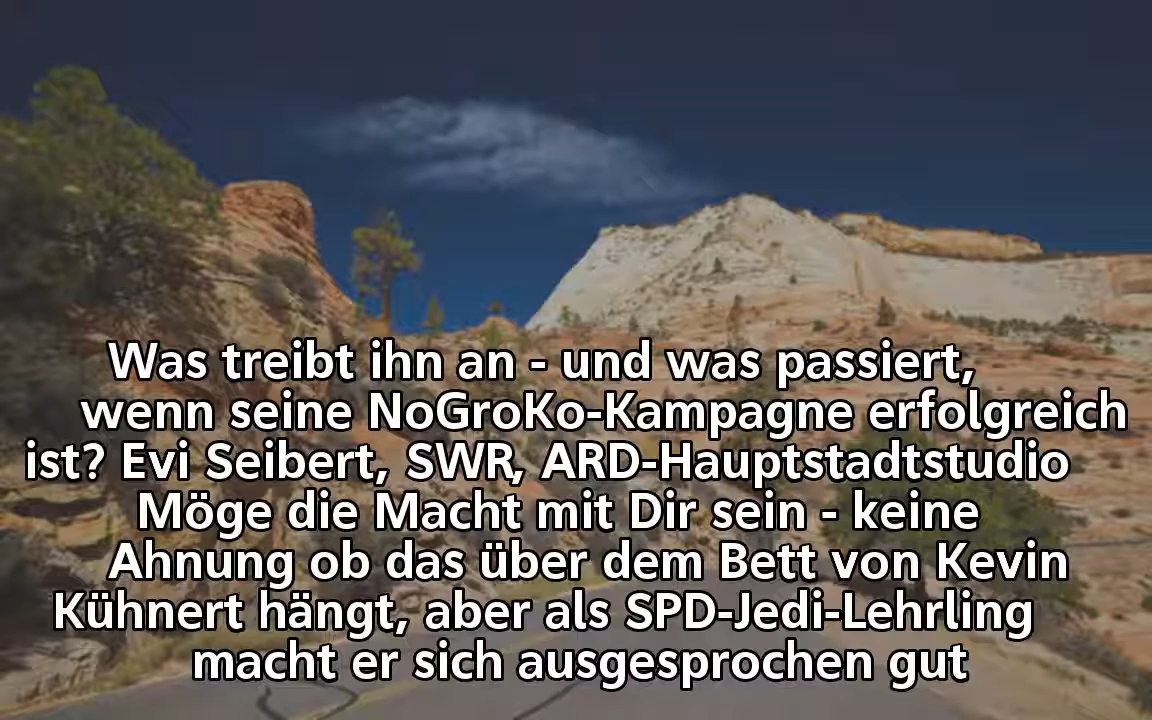 Was treibt ihn an - und was passiert,
wenn seine NoGroKo-Kampagne erfolgreich
ist? Evi Seibert, SWR, ARD-Hauptstadtstudio
Möge die Macht mit Dir sein - keine
Ahnung ob das über dem Bett von Kevin
Kühnert hängt, aber als SPD-Jedi-Lehrling
macht er sich ausgesprochen gut